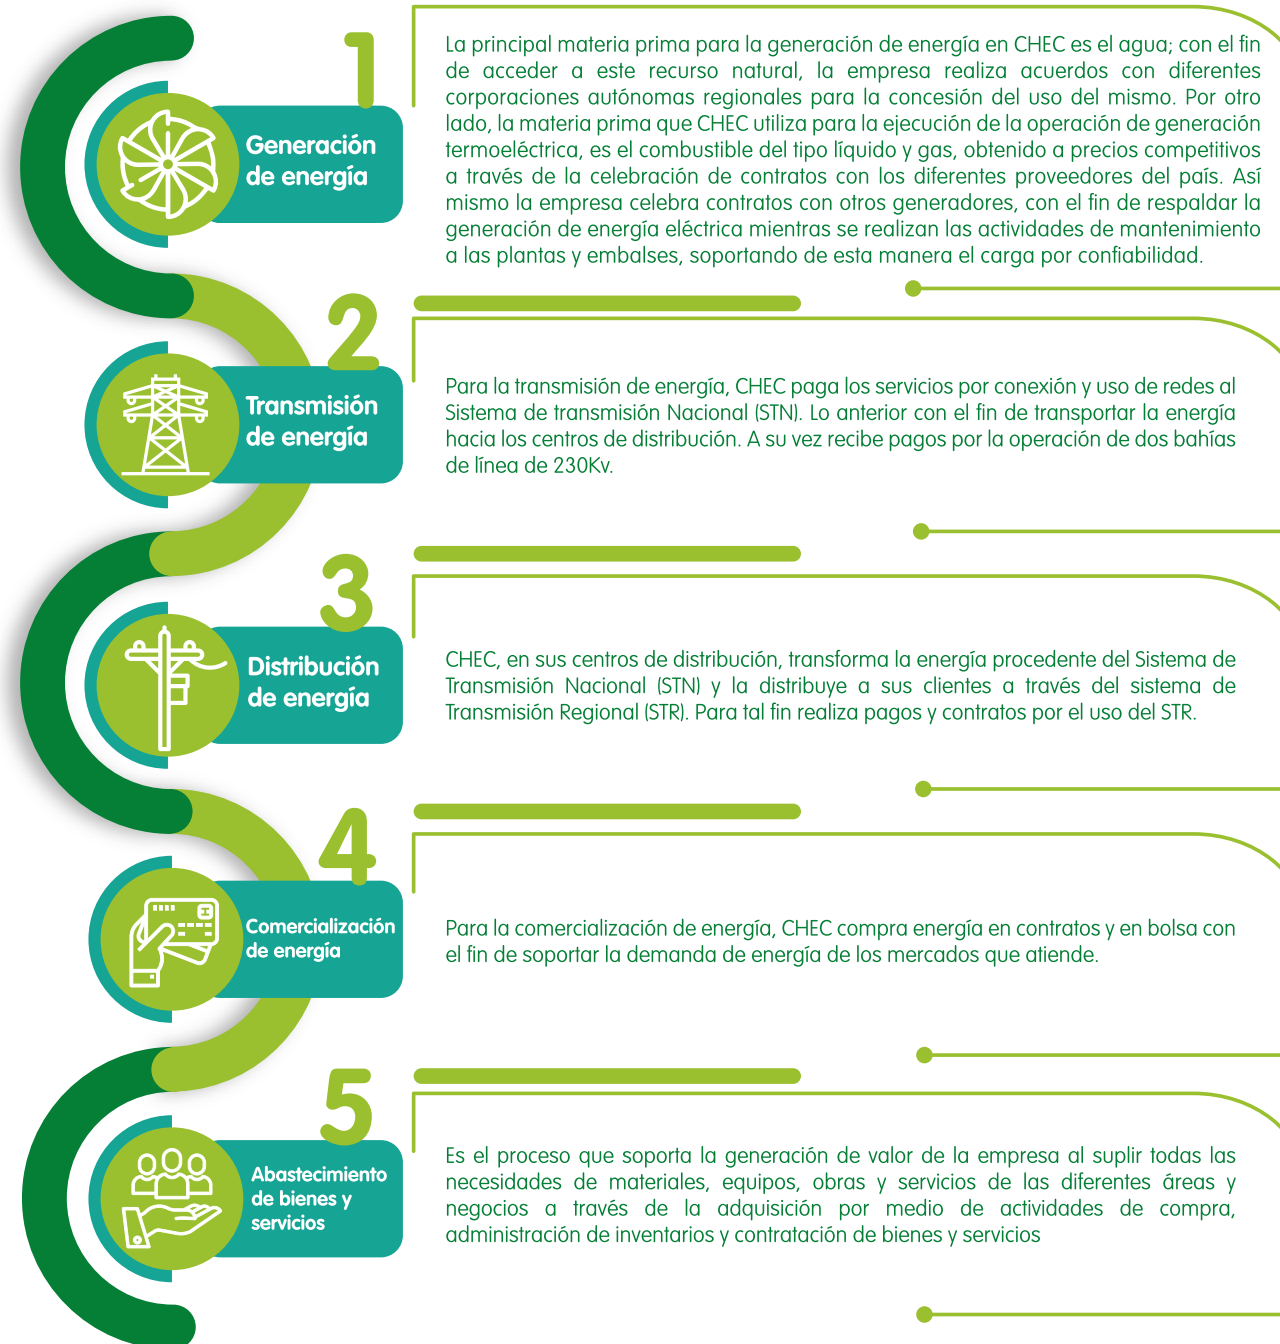 1
Generación
de energía
La principal materia prima para la generación de energía en CHEC es el agua; con el fin
de acceder a este recurso natural, la empresa realiza acuerdos con diferentes
corporaciones autónomas regionales para la concesión del uso del mismo. Por otro
lado, la materia prima que CHEC utiliza para la ejecución de la operación de generación
termoeléctrica, es el combustible del tipo líquido y gas, obtenido a precios competitivos
a través de la celebración de contratos con los diferentes proveedores del país. Así
mismo la empresa celebra contratos con otros generadores, con el fin de respaldar la
generación de energía eléctrica mientras se realizan las actividades de mantenimiento
a las plantas y embalses, soportando de esta manera el carga por confiabilidad.
2
Transmisión
de energía
Para la transmisión de energía, CHEC paga los servicios por conexión y uso de redes al
Sistema de transmisión Nacional (STN). Lo anterior con el fin de transportar la energía
hacia los centros de distribución. A su vez recibe pagos por la operación de dos bahías
de línea de 230Kv.
3
Distribución
de energía
CHEC, en sus centros de distribución, transforma la energía procedente del Sistema de
Transmisión Nacional (STN) y la distribuye a sus clientes a través del sistema de
Transmisión Regional (STR). Para tal fin realiza pagos y contratos por el uso del STR.
4
Comercialización
de energía
Para la comercialización de energía, CHEC compra energía en contratos y en bolsa con
el fin de soportar la demanda de energía de los mercados que atiende.
5
Abastecimiento
de bienes y
servicios
Es el proceso que soporta la generación de valor de la empresa al suplir todas las
necesidades de materiales, equipos, obras y servicios de las diferentes áreas y
negocios a través de la adquisición por medio de actividades de compra,
administración de inventarios y contratación de bienes y servicios